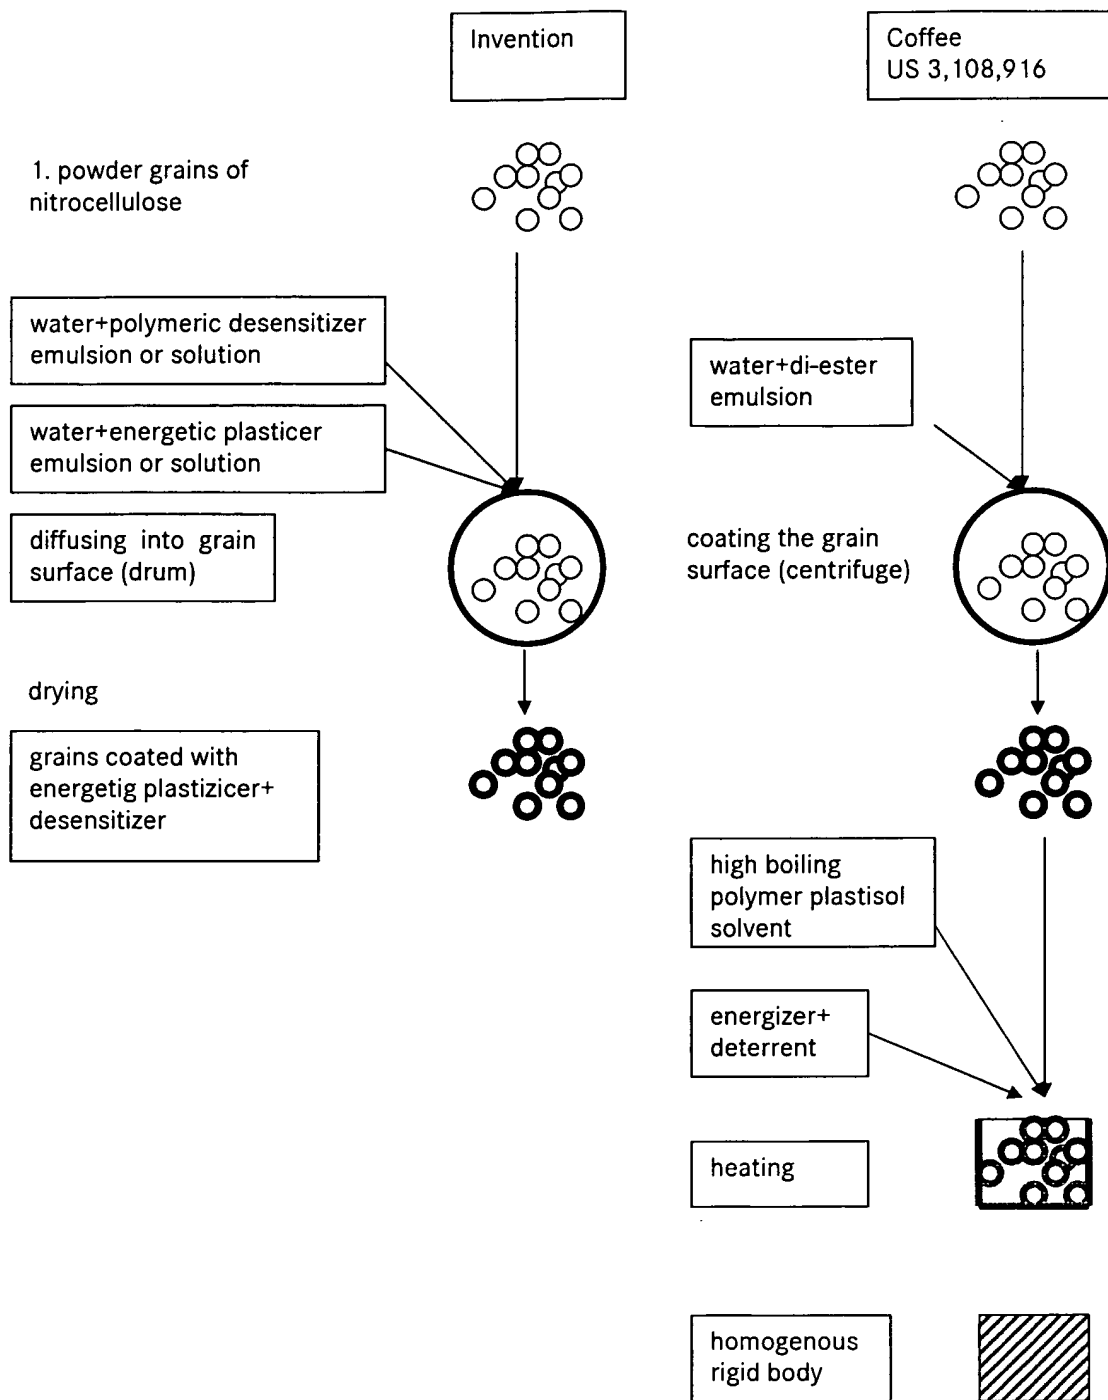 Invention
Coffee
US 3,108,916
1. powder grains of
nitrocellulose
water+polymeric desensitizer
emulsion or solution
water+energetic plasticer
emulsion or solution
water+di-ester
emulsion
diffusing into grain
surface (drum)
coating the grain
surface (centrifuge)
drying
grains coated with
energetig plastizicer+
desensitizer
high boiling
polymer plastisol
solvent
energizer+
deterrent
heating
homogenous
rigid body